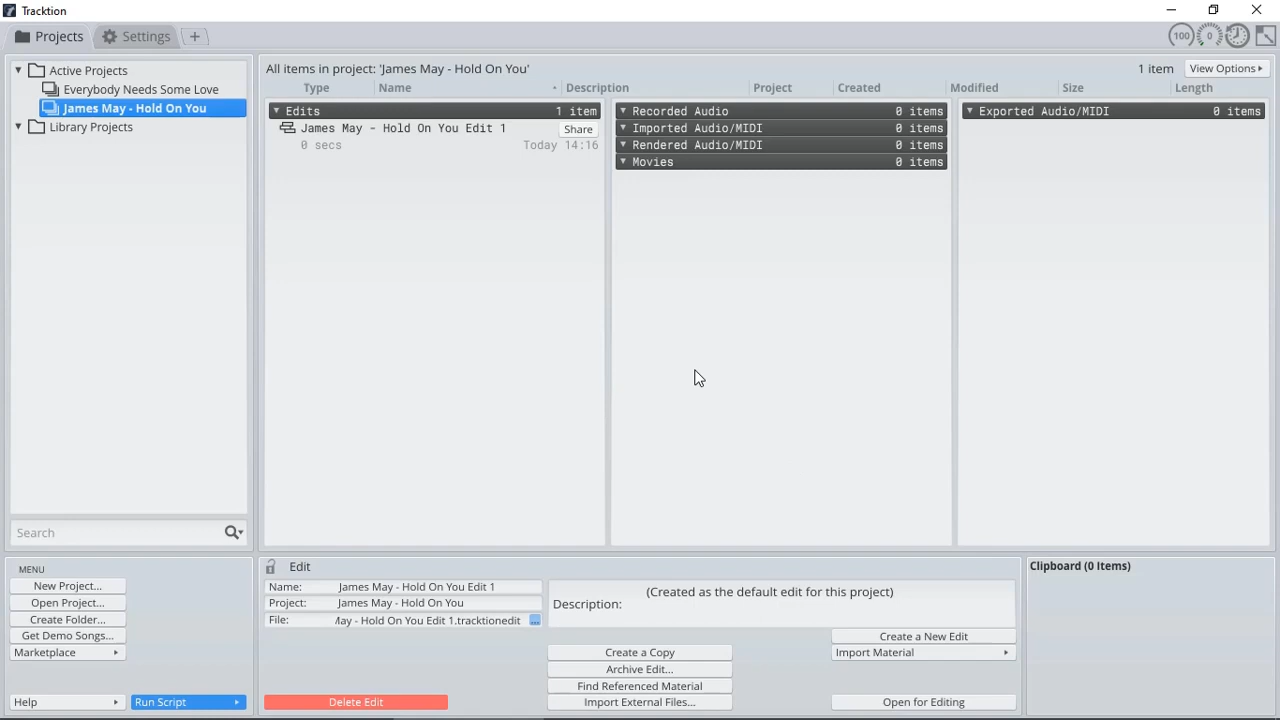 Tracktion
Projects
Settings
+
100
0
Active Projects
Everybody Needs Some Love
James May - Hold On You
Library Projects
Search
All items in project: 'James May - Hold On You'
1 item
View Options
Type
Name
Description
Project
Created
Modified
Size
Length
Edits
1 item
James May - Hold On You Edit 1
Share
0 secs
Today 14:16
Recorded Audio
0 items
Imported Audio/MIDI
0 items
Rendered Audio/MIDI
0 items
Movies
0 items
Exported Audio/MIDI
0 items
MENU
New Project...
Open Project...
Create Folder...
Get Demo Songs...
Marketplace
Help
Run Script
Edit
Name: James May - Hold On You Edit 1
Project: James May - Hold On You
File: May - Hold On You Edit 1.tracktionedit
...
Delete Edit
(Created as the default edit for this project)
Description:
Create a Copy
Archive Edit...
Find Referenced Material
Import External Files...
Create a New Edit
Import Material
Open for Editing
Clipboard (0 Items)